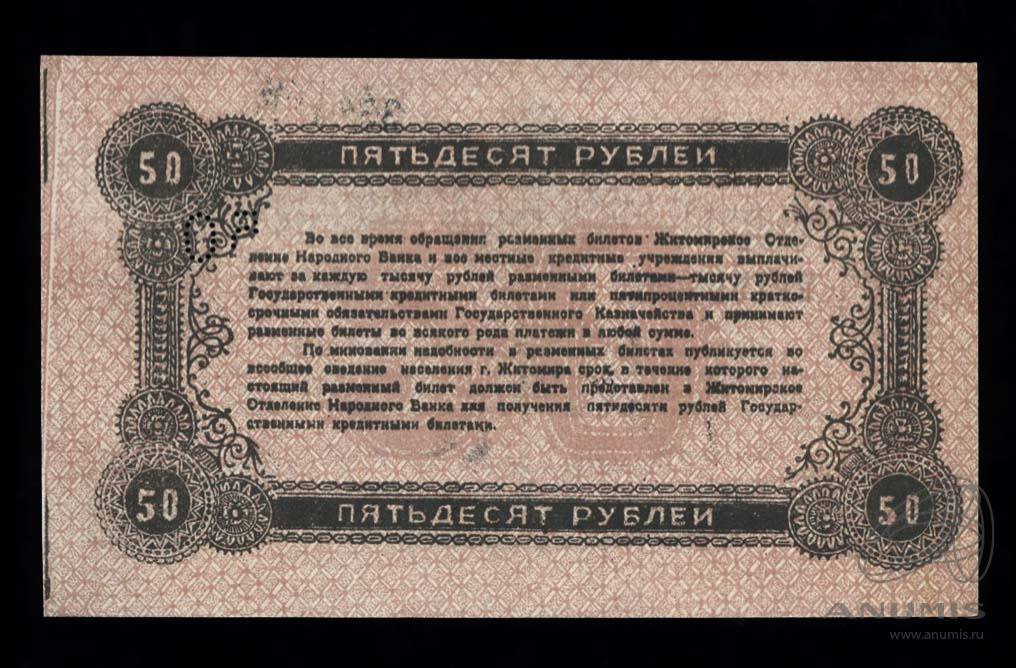 50 ПЯТЬДЕСЯТ РУБЛЕЙ 50
Во все время обращения разменных билетов Житомирское Отде-
ление Народного Банка и все местные кредитные учреждения выплачи-
вают за каждую тысячу рублей разменными билетами—тысячу рублей
Государственными кредитными билетами или пятипроцентными кратко-
срочными обязательствами Государственного Казначейства и принимают
разменные билеты во всякого рода платежи в любой сумме.
По миновании надобности в разменных билетах публикуется во
всеобщее сведение населения г. Житомира срок, в течение которого на-
стоящий разменный билет должен быть представлен в Житомирское
Отделение Народного Банка для получения пятидесяти рублей Государ-
ственными кредитными билетами.
50 ПЯТЬДЕСЯТ РУБЛЕЙ 50
ANUMIS
www.anumis.ru